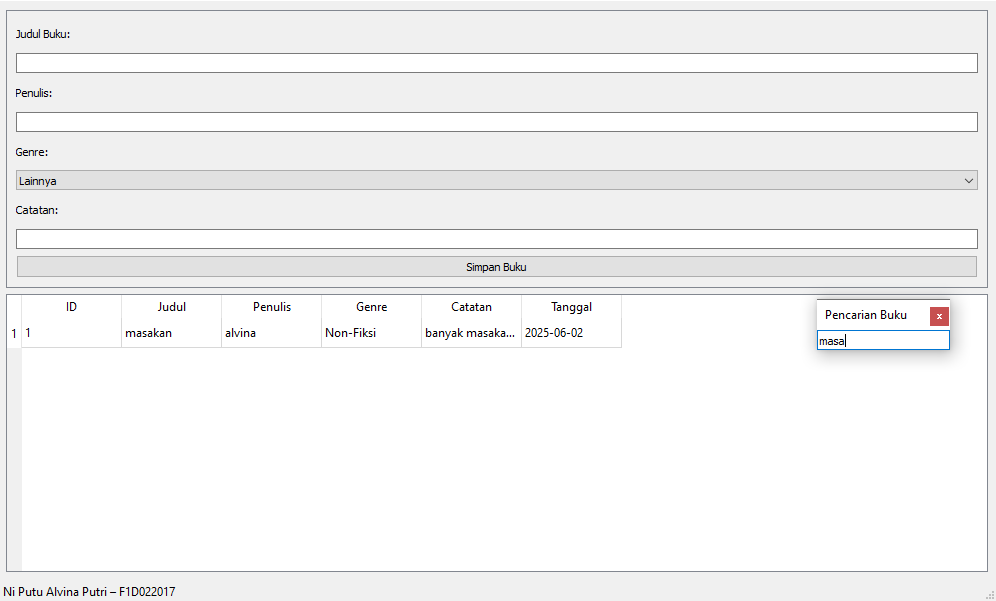 Judul Buku:
Penulis:
Genre:
Lainnya
Catatan:
Simpan Buku
ID Judul Penulis Genre Catatan Tanggal
1 1 masakan alvina Non-Fiksi banyak masaka... 2025-06-02
Pencarian Buku x
masa
Ni Putu Alvina Putri – F1D022017